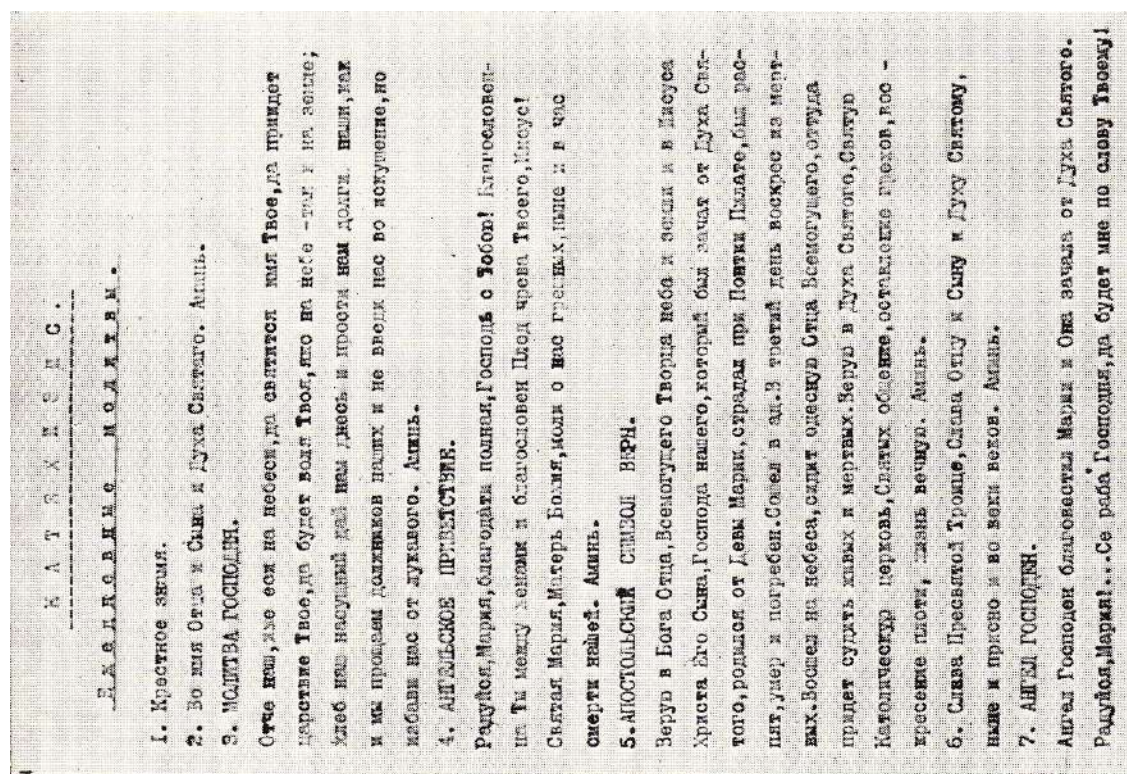 К А Т Е Х И З И С .
Ежедневные молитвы.
1. Крестное знамя.
2. Во имя Отца и Сына и Духа Святаго. Аминь.
3. МОЛИТВА ГОСПОДНЯ.
Отче наш, иже еси на небеси, да святится имя Твое, да приидет
царствие Твое, да будет воля Твоя, яко на небе -так и на земле;
хлеб наш насущный дай нам днесь и прости нам долги наши, как
и мы прощаем должников наших и не введи нас во искушение, но
избави нас от лукавого. Аминь.
4. АНГЕЛЬСКОЕ ПРИВЕТСТВИЕ.
Радуйся, Мария, благодати полная, Господь с Тобою! Благословен-
на Ты между женами и благословен Плод чрева Твоего, Иисус!
Святая Мария, Матерь Божия, моли о нас грешных, ныне и в час
смерти нашей. Аминь.
5. АПОСТОЛЬСКИЙ СИМВОЛ ВЕРЫ.
Верую в Бога Отца, Всемогущего Творца неба и земли и в Иисуса
Христа Его Сына, Господа нашего, который был зачат от Духа Свя-
того, родился от Девы Марии, страдал при Понтии Пилате, был рас-
пят, умер и погребен. Сошел в ад. В третий день воскрес из мерт-
вых. Восшел на небеса, сидит одесную Отца Всемогущего, оттуда
придет судить живых и мертвых. Верую в Духа Святого, Святую
Католическую церковь, Святых общение, оставление грехов, вос -
кресение плоти, жизнь вечную. Аминь.
6. Слава Пресвятой Троице, Слава Отцу и Сыну и Духу Святому,
ныне и присно и во веки веков. Аминь.
7. АНГЕЛ ГОСПОДЕН.
Ангел Господен благовестил Марии и Она зачала от Духа Святого.
Радуйся, Мария!...Се раба Господня, да будет мне по слову Твоему!